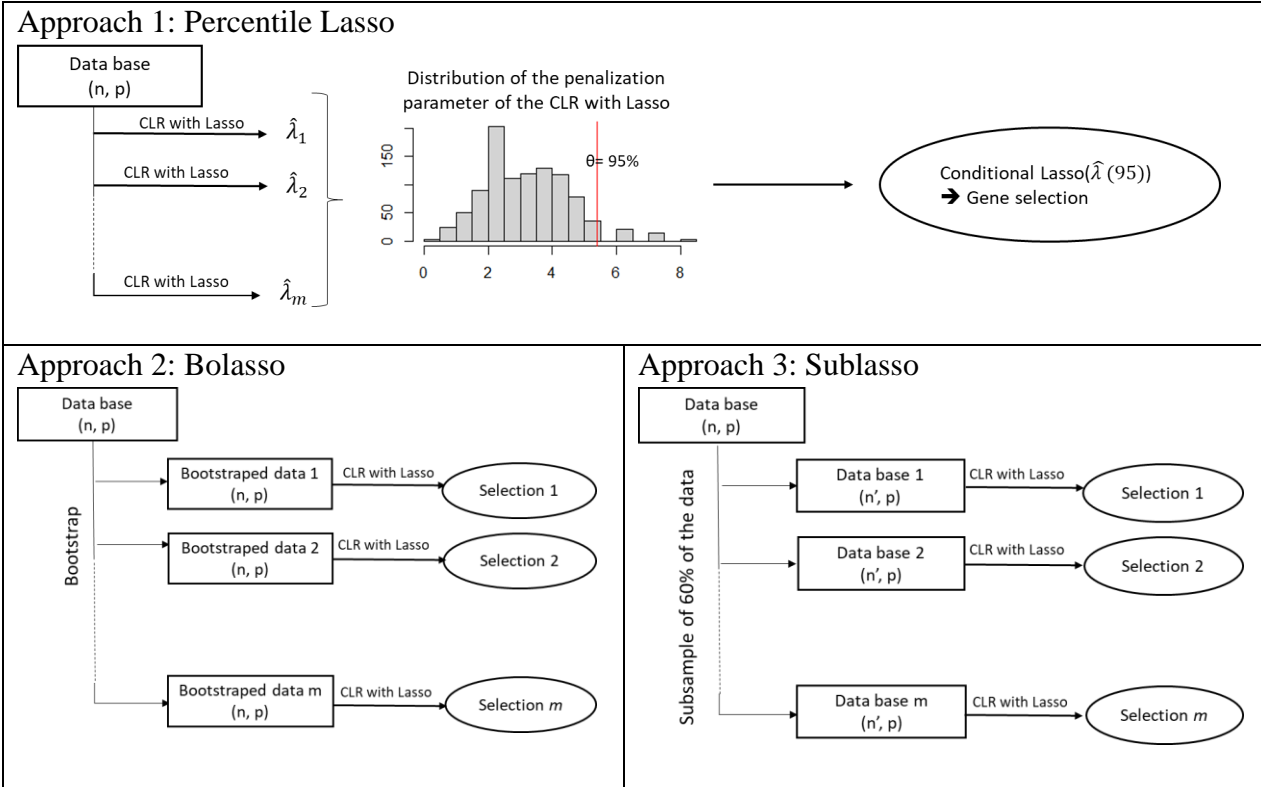 Approach 1: Percentile Lasso
Data base
(n, p)
CLR with Lasso
λ̂₁
CLR with Lasso
λ̂₂
CLR with Lasso
λ̂ₘ
Distribution of the penalization
parameter of the CLR with Lasso
θ= 95%
150
50
0
0 2 4 6 8
Conditional Lasso(λ̂ (95))
➔ Gene selection
Approach 2: Bolasso
Data base
(n, p)
Bootstrap
Bootstraped data 1
(n, p)
CLR with Lasso
Selection 1
Bootstraped data 2
(n, p)
CLR with Lasso
Selection 2
Bootstraped data m
(n, p)
CLR with Lasso
Selection m
Approach 3: Sublasso
Data base
(n, p)
Subsample of 60% of the data
Data base 1
(n', p)
CLR with Lasso
Selection 1
Data base 2
(n', p)
CLR with Lasso
Selection 2
Data base m
(n', p)
CLR with Lasso
Selection m